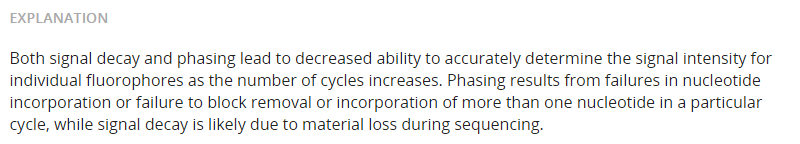 EXPLANATION
Both signal decay and phasing lead to decreased ability to accurately determine the signal intensity for
individual fluorophores as the number of cycles increases. Phasing results from failures in nucleotide
incorporation or failure to block removal or incorporation of more than one nucleotide in a particular
cycle, while signal decay is likely due to material loss during sequencing.